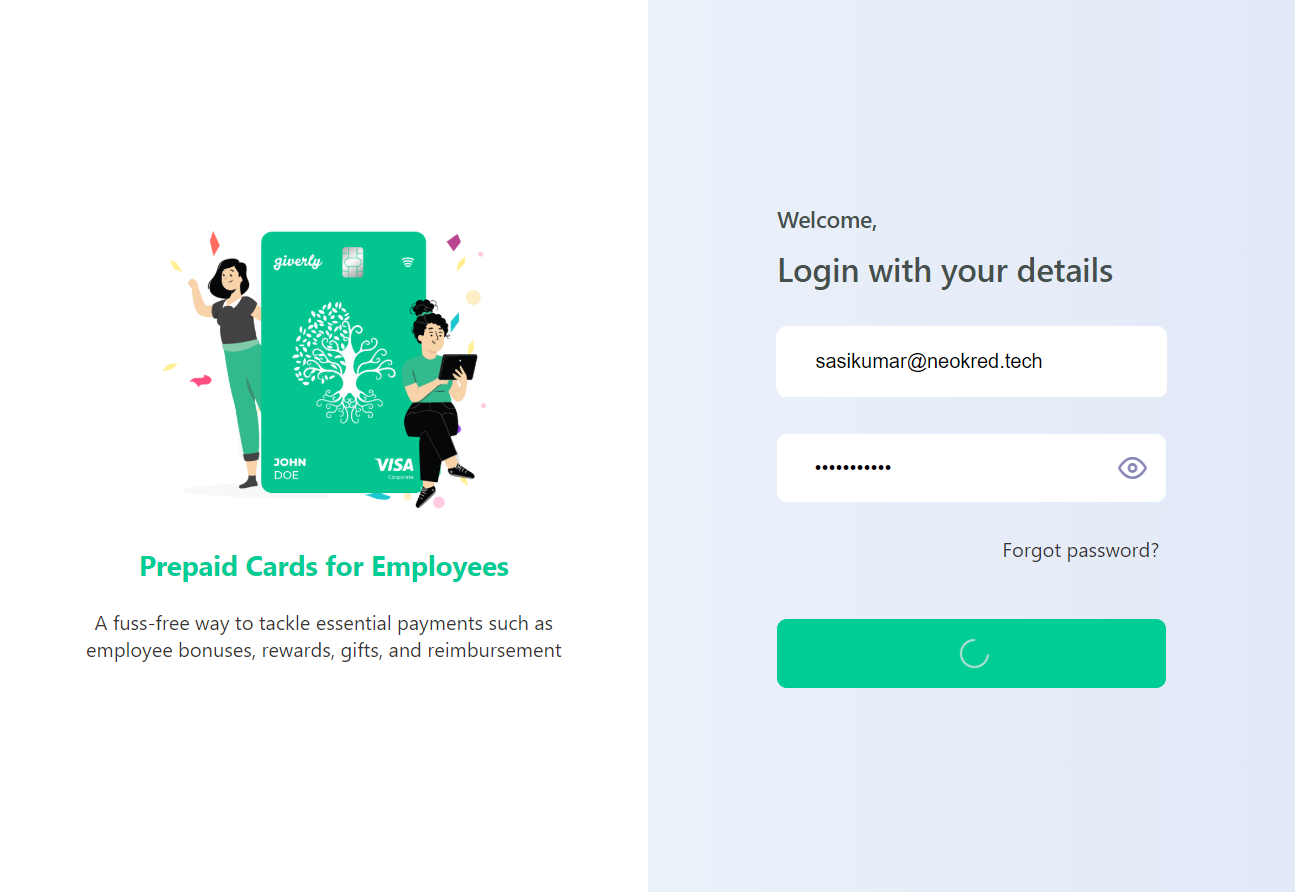 giverly
JOHN
DOE
VISA
Corporate
Prepaid Cards for Employees
A fuss-free way to tackle essential payments such as
employee bonuses, rewards, gifts, and reimbursement
Welcome,
Login with your details
sasikumar@neokred.tech
•••••••••••
Forgot password?